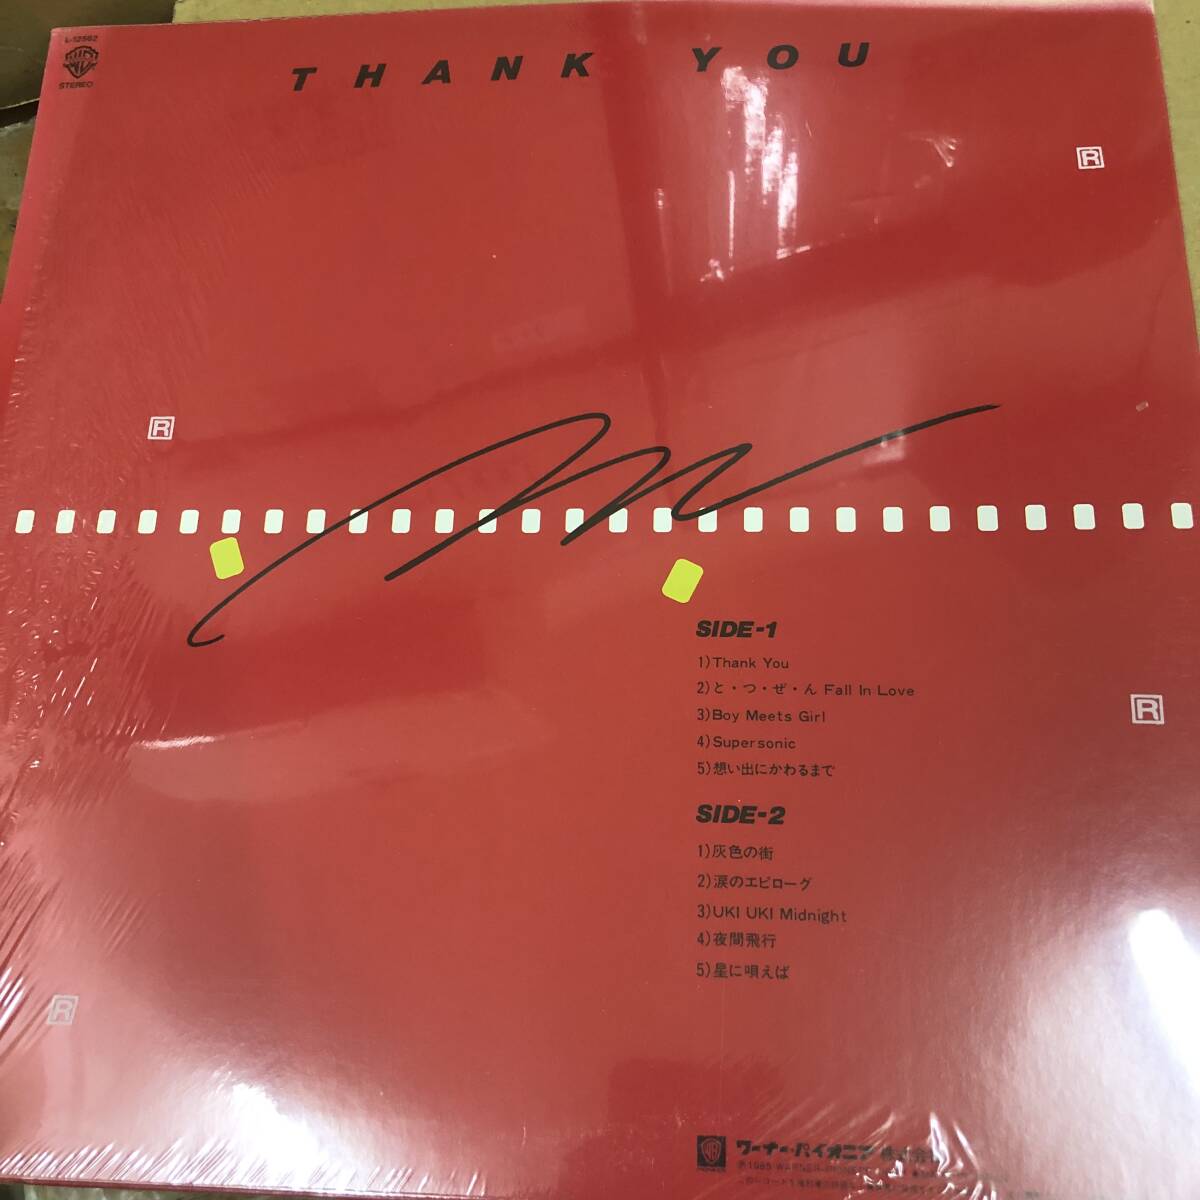 L-12562
STEREO
THANK YOU
R
R
SIDE-1
1)Thank You
2)と・つ・ぜ・ん Fall In Love
3)Boy Meets Girl
4)Supersonic
5)想い出にかわるまで
R
SIDE-2
1)灰色の街
2)涙のエピローグ
3)UKI UKI Midnight
4)夜間飛行
5)星に唄えば
R
ワーナー・パイオニア株式会社
℗1985 WARNER-PIONEER